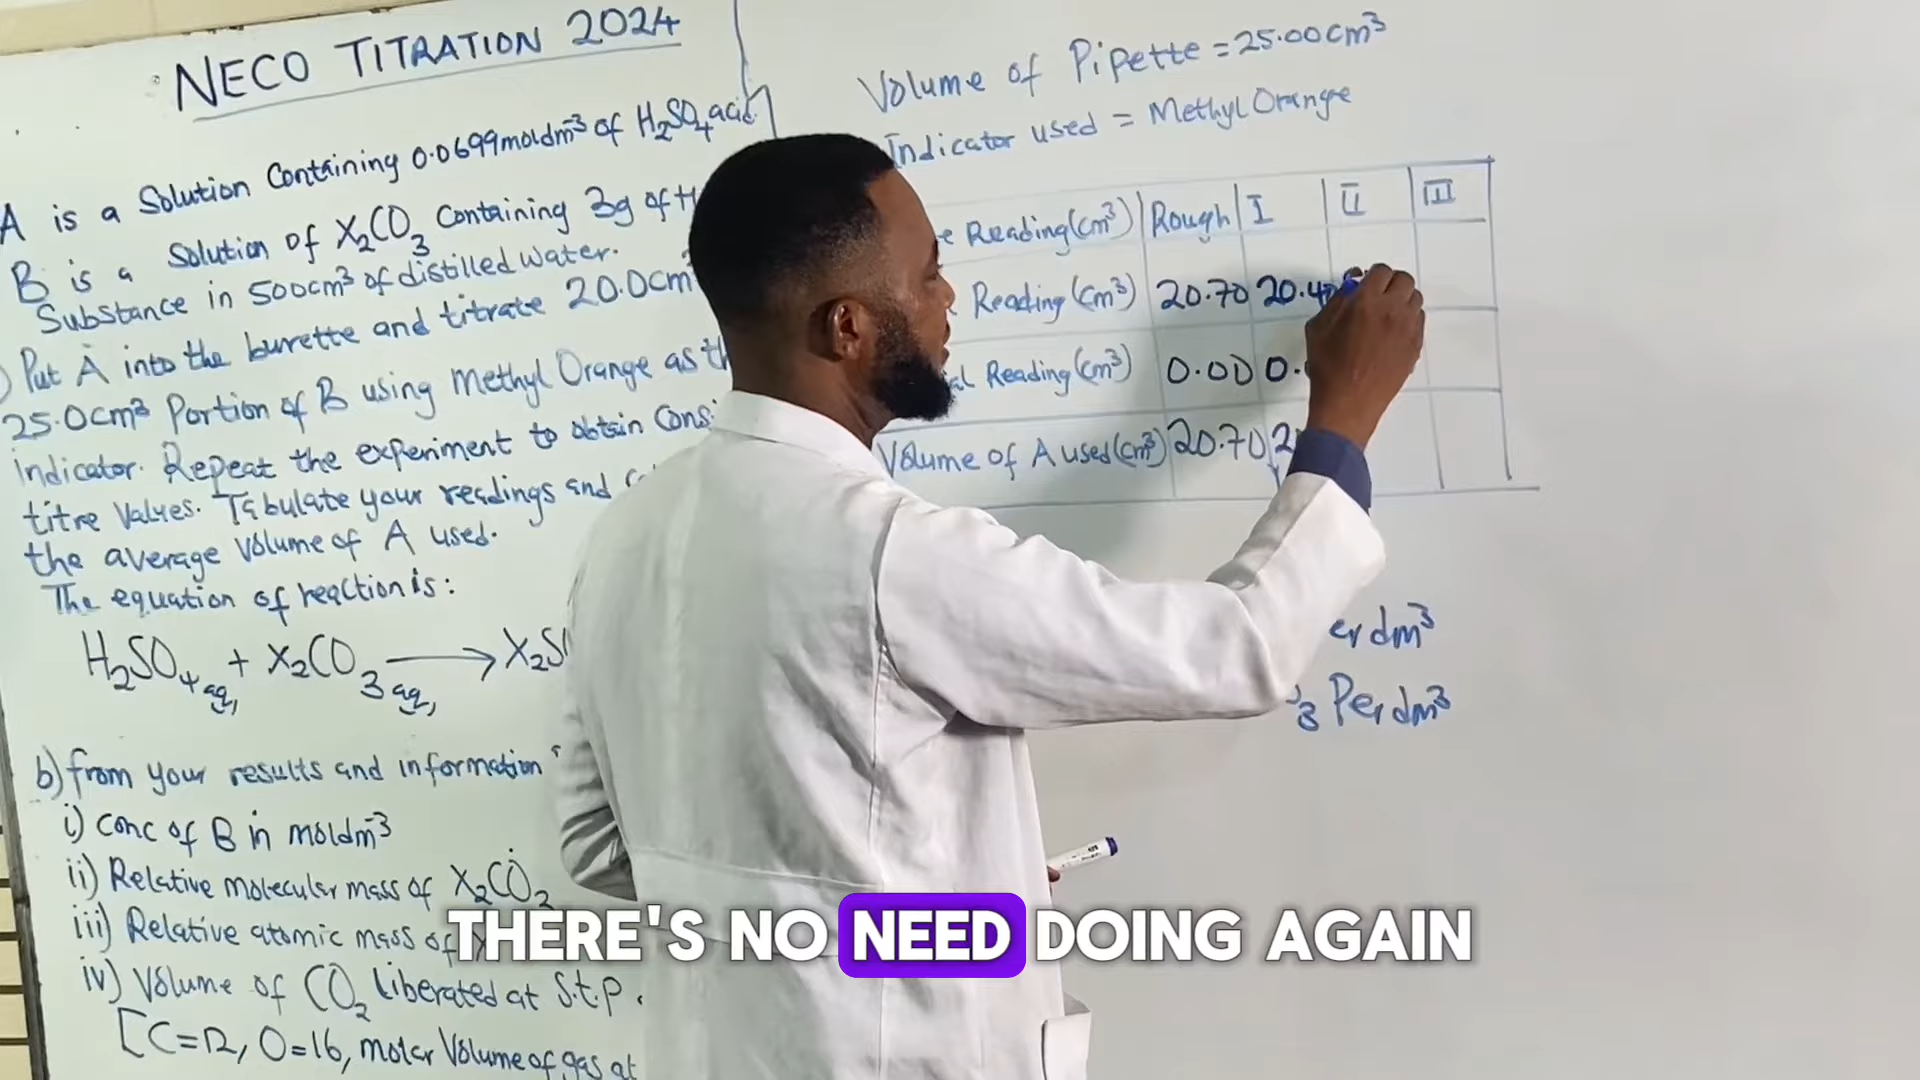 NECO TITRATION 2024
A is a Solution Containing 0.0699moldm⁻³ of H₂SO₄ acid.
B is a Solution of X₂CO₃ Containing 3g of
Substance in 500cm³ of distilled water.
Put A into the burette and titrate 20.0cm³
25.0cm³ Portion of B using Methyl Orange as
indicator. Repeat the experiment to obtain
titre values. Tabulate your readings and
the average volume of A used.
The equation of reaction is:
H₂SO₄ aq, + X₂CO₃ aq, → X₂S
b) from your results and information
i) Conc of B in moldm⁻³
ii) Relative molecular mass of X₂CO₃
iii) Relative atomic mass of X
iv) Volume of CO₂ liberated at S.t.p.
[C=12, O=16, molar Volume of gas at
Volume of Pipette = 25.00cm³
Indicator used = Methyl Orange
Reading(cm³) Rough I II III
Reading(cm³) 20.70 20.40
Reading(cm³) 0.00 0.
Volume of A used(cm³) 20.70 2
dm³
Per dm³
THERE'S NO NEED DOING AGAIN